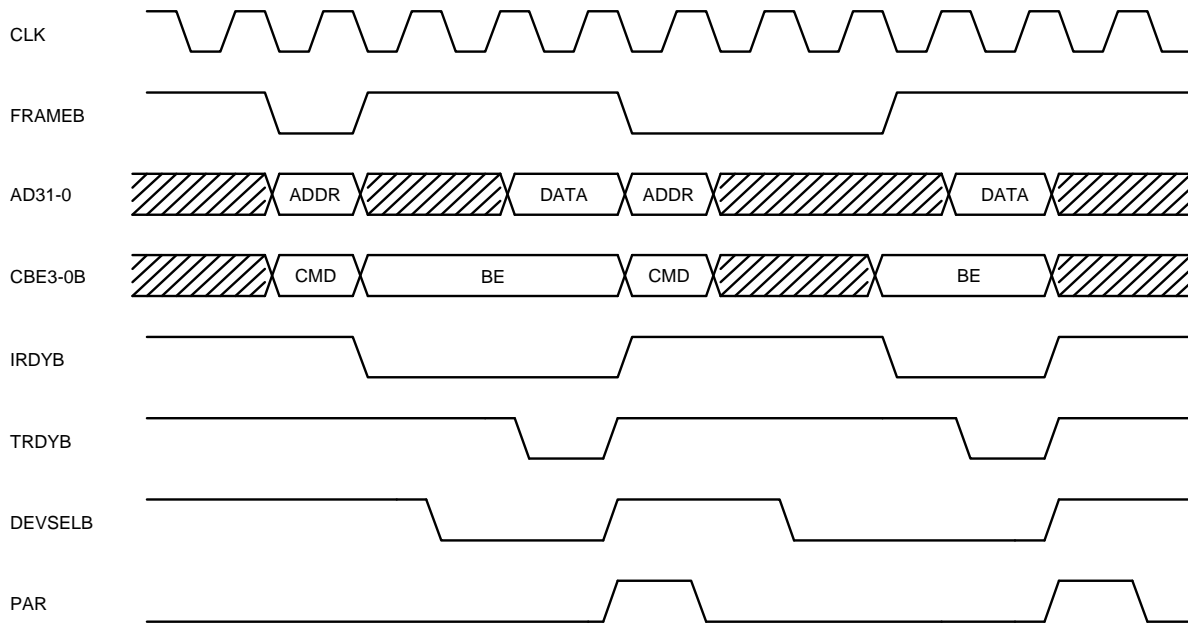 CLK
FRAMEB
AD31-0 ADDR DATA ADDR DATA
CBE3-0B CMD BE CMD BE
IRDYB
TRDYB
DEVSELB
PAR